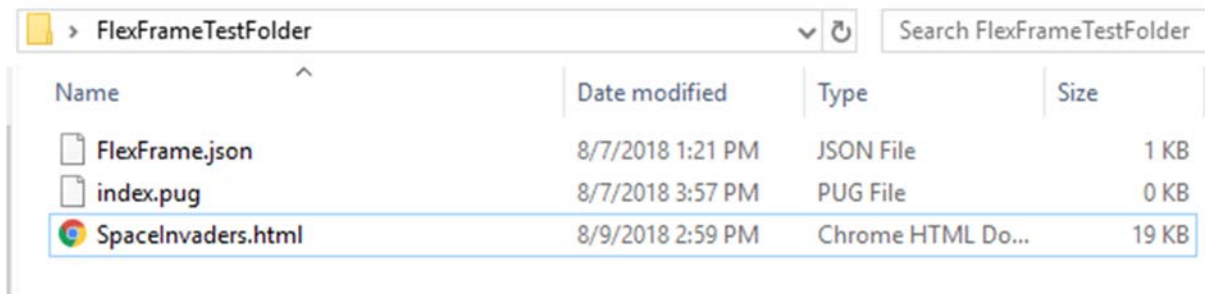 FlexFrameTestFolder Search FlexFrameTestFolder
Name Date modified Type Size
FlexFrame.json 8/7/2018 1:21 PM JSON File 1 KB
index.pug 8/7/2018 3:57 PM PUG File 0 KB
SpaceInvaders.html 8/9/2018 2:59 PM Chrome HTML Do... 19 KB